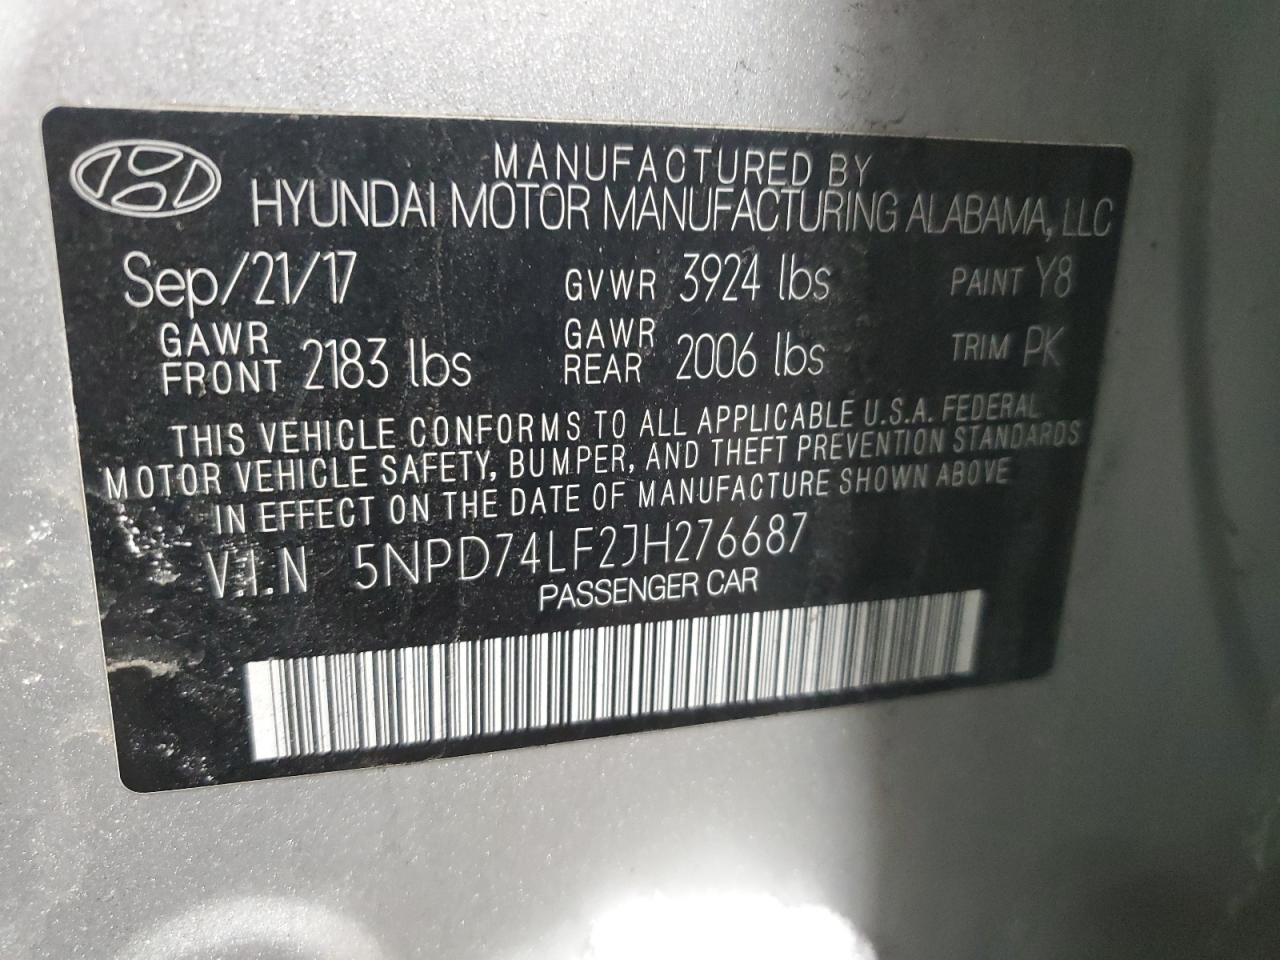 MANUFACTURED BY
HYUNDAI MOTOR MANUFACTURING ALABAMA, LLC
Sep/21/17 GVWR 3924 lbs PAINT Y8
GAWR FRONT 2183 lbs GAWR REAR 2006 lbs TRIM PK
THIS VEHICLE CONFORMS TO ALL APPLICABLE U.S.A. FEDERAL
MOTOR VEHICLE SAFETY, BUMPER, AND THEFT PREVENTION STANDARDS
IN EFFECT ON THE DATE OF MANUFACTURE SHOWN ABOVE
V.I.N 5NPD74LF2JH276687
PASSENGER CAR